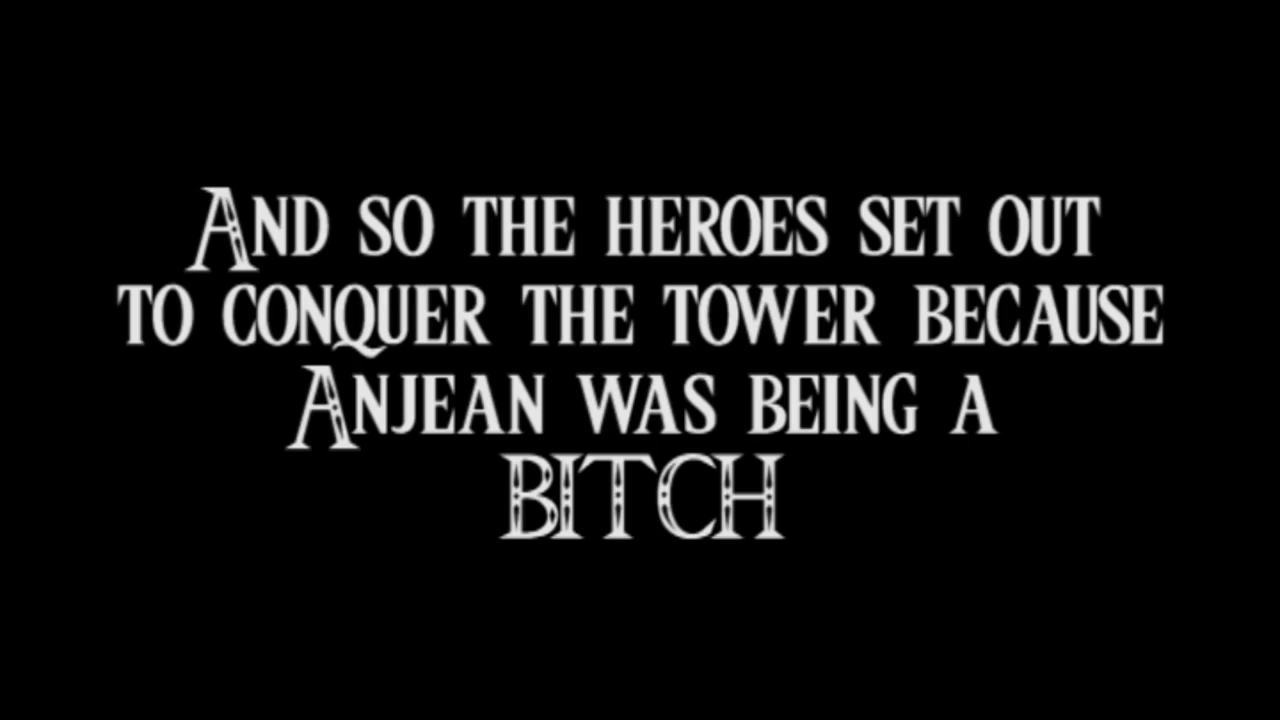 And so the heroes set out
to conquer the tower because
Anjean was being a
BITCH